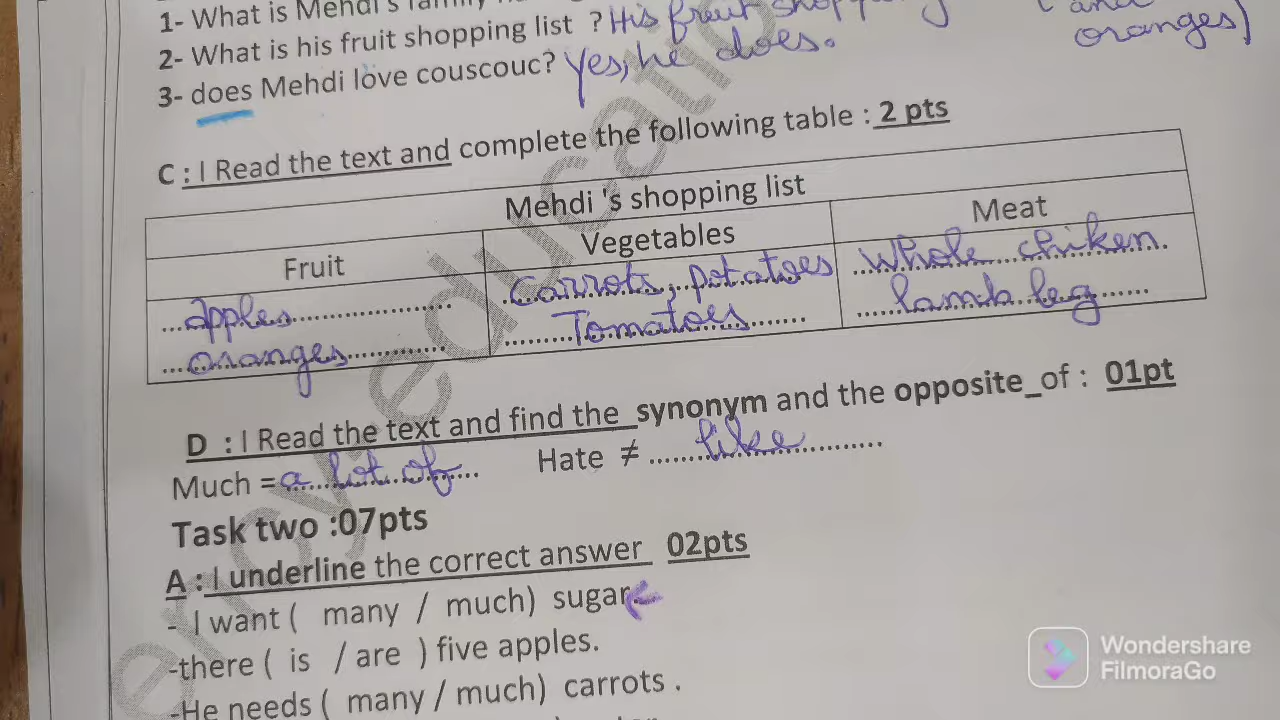 1- What is Mehdi's family
2- What is his fruit shopping list ? His fruit shopping (and oranges)
3- does Mehdi love couscouc? Yes, he does.
C : I Read the text and complete the following table : 2 pts
Mehdi 's shopping list
Fruit Vegetables Meat
apples carrots, potatoes whole chiken.
oranges Tomatoes lamb leg
D : I Read the text and find the synonym and the opposite of : 01pt
Much = a lot of Hate ≠ like
Task two :07pts
A : I underline the correct answer 02pts
- I want ( many / much) sugar.
-there ( is / are ) five apples.
-He needs ( many / much) carrots .
Wondershare
FilmoraGo